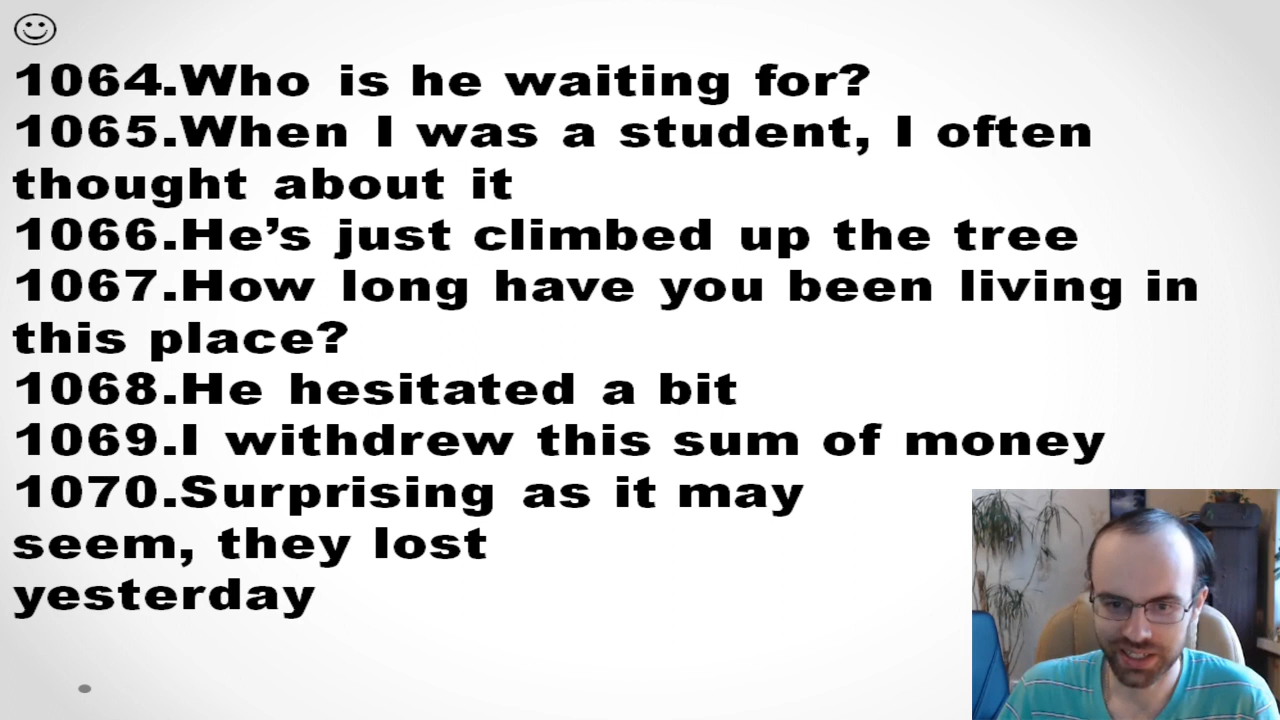 1064.Who is he waiting for?
1065.When I was a student, I often
thought about it
1066.He’s just climbed up the tree
1067.How long have you been living in
this place?
1068.He hesitated a bit
1069.I withdrew this sum of money
1070.Surprising as it may
seem, they lost
yesterday